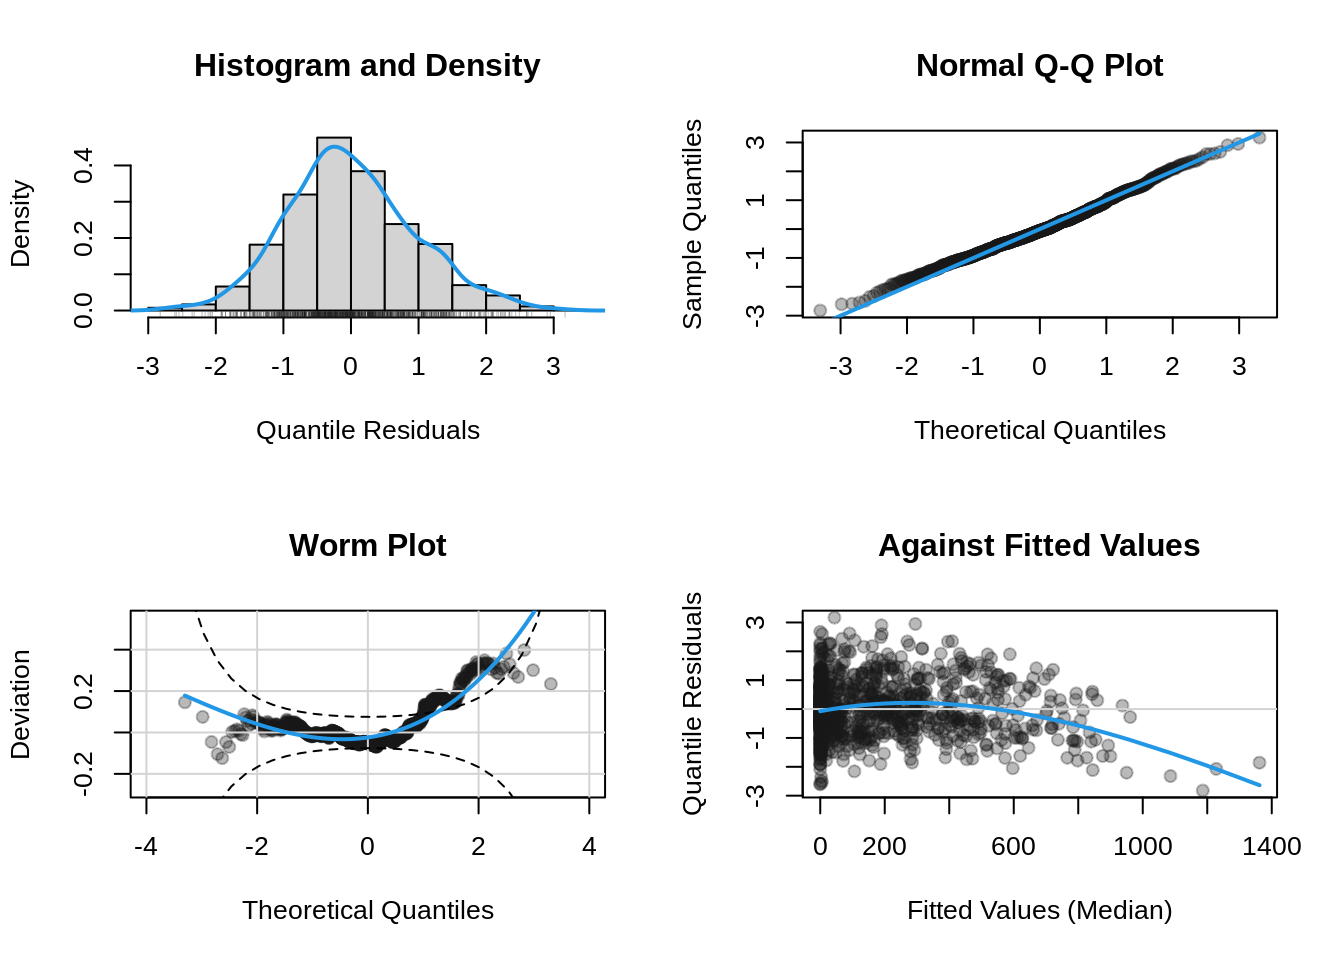 Histogram and Density
Density
0.0 0.2 0.4
-3 -2 -1 0 1 2 3
Quantile Residuals
Normal Q-Q Plot
Sample Quantiles
-3 -1 1 3
-3 -2 -1 0 1 2 3
Theoretical Quantiles
Worm Plot
Deviation
-0.2 0.2
-4 -2 0 2 4
Theoretical Quantiles
Against Fitted Values
Quantile Residuals
-3 -1 1 3
0 200 600 1000 1400
Fitted Values (Median)